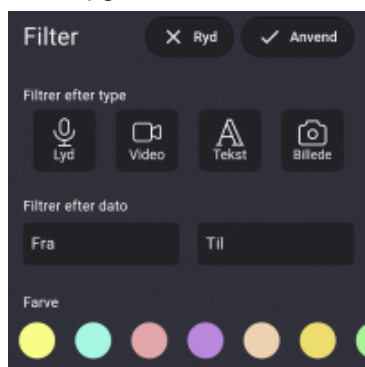 Filter
Ryd
Anvend
Filtrer efter type
Lyd
Video
Tekst
Billede
Filtrer efter dato
Fra
Til
Farve